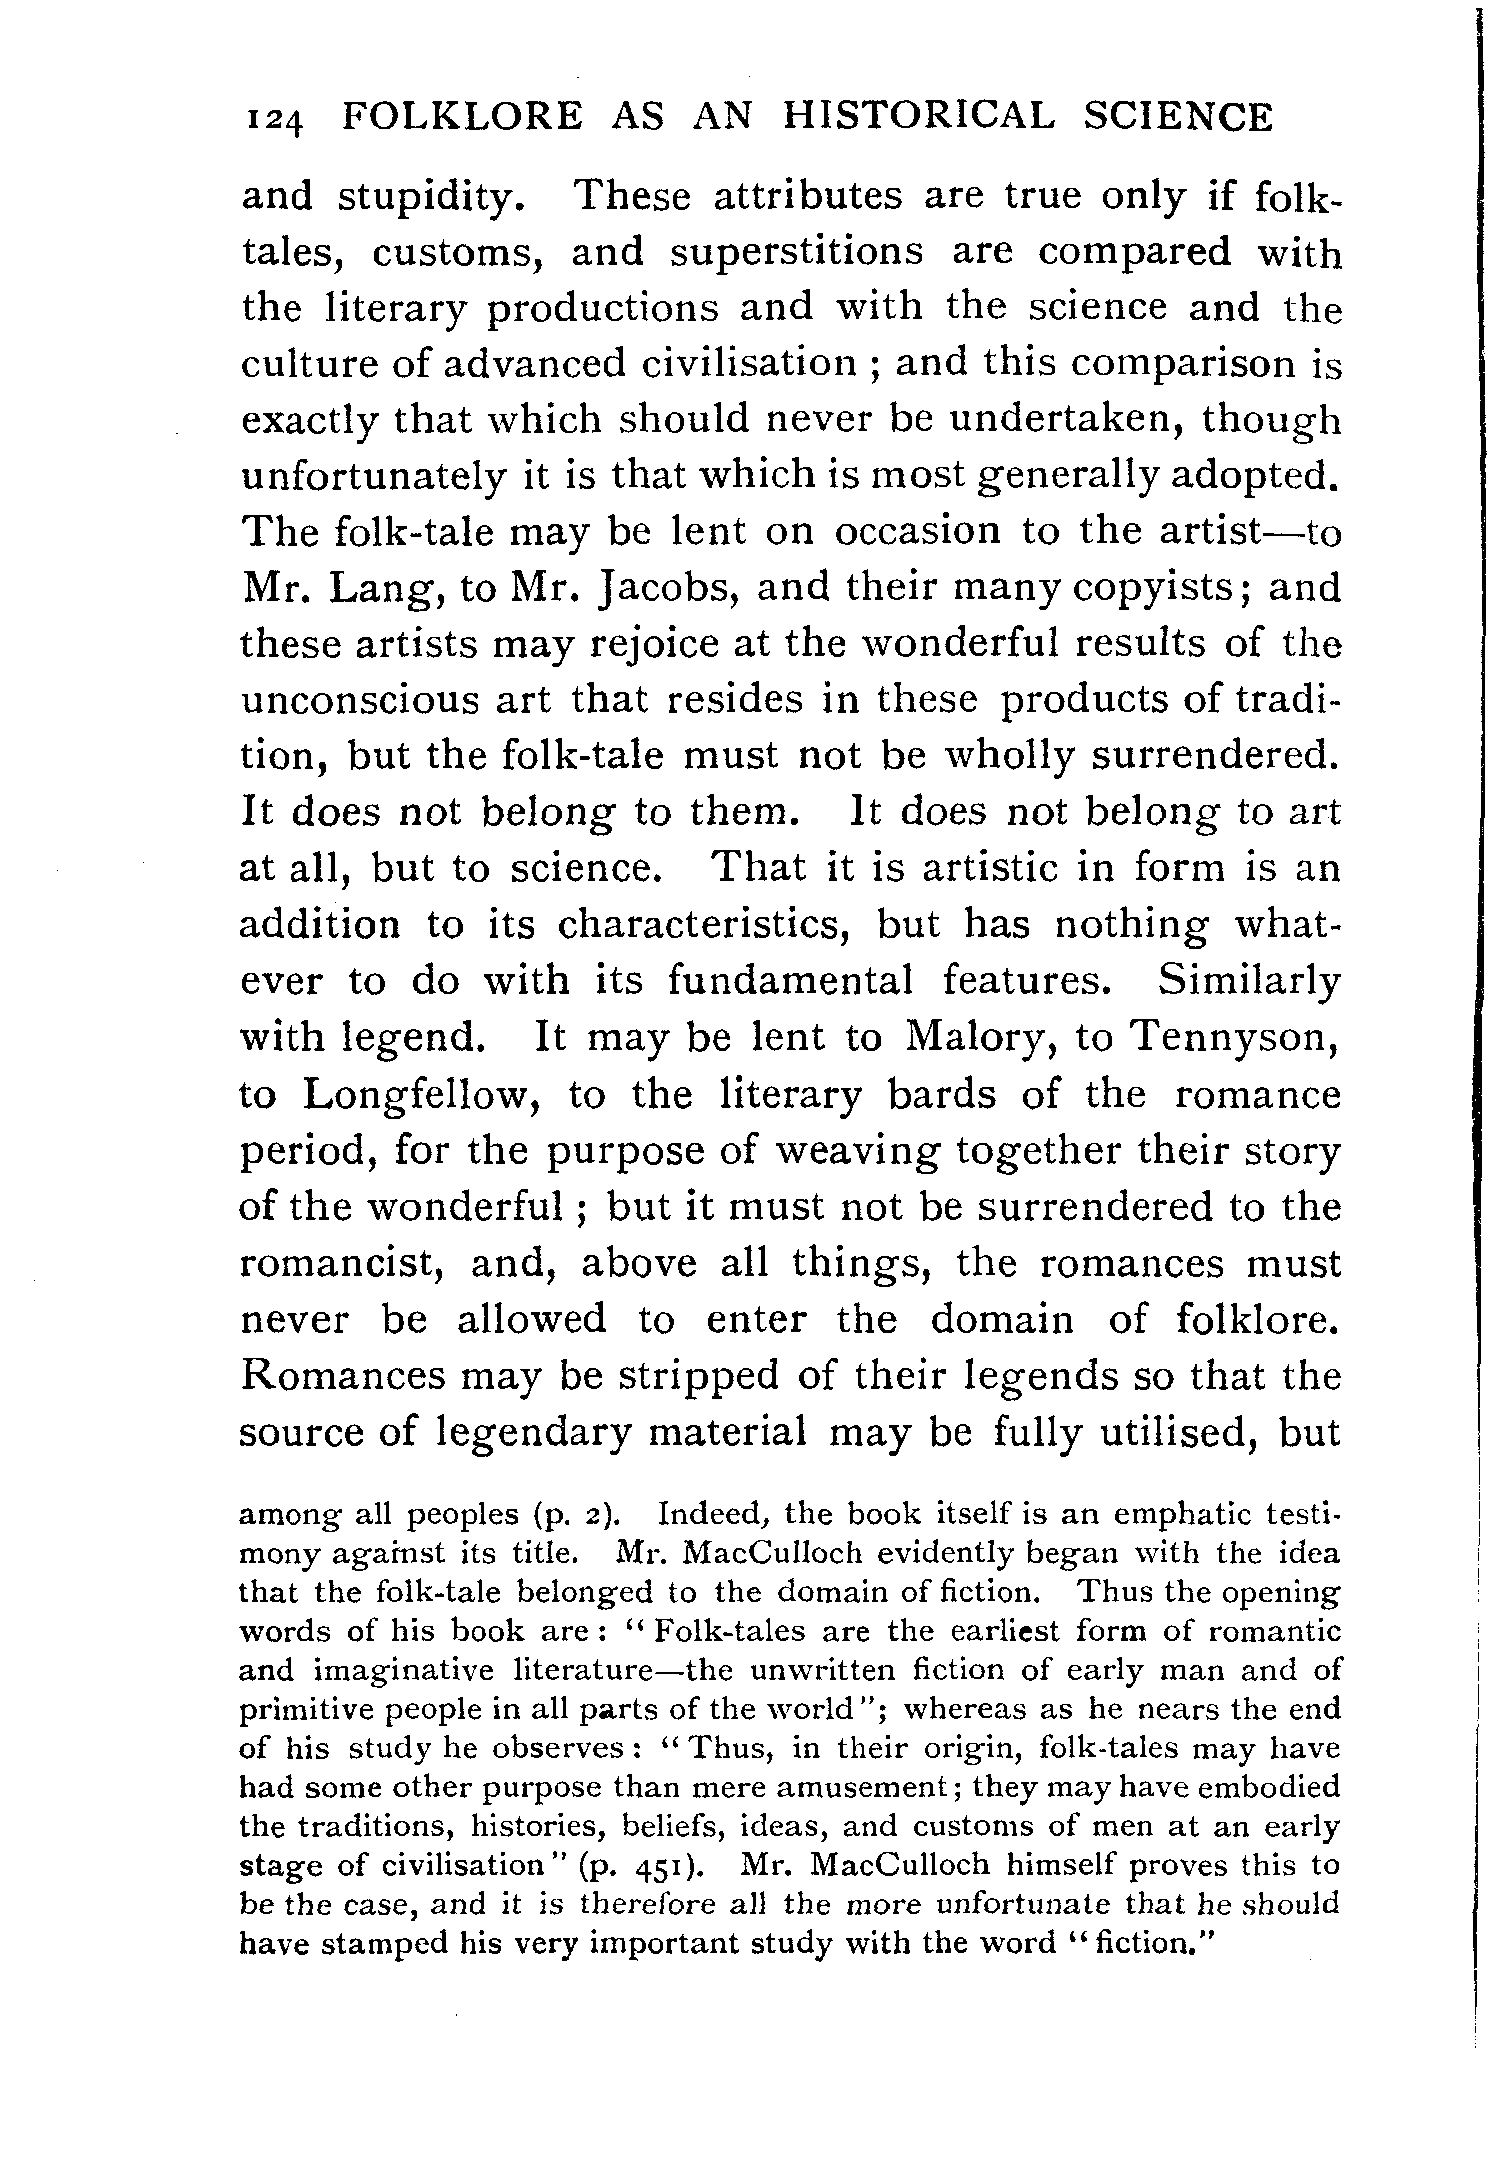 124 FOLKLORE AS AN HISTORICAL SCIENCE
and stupidity. These attributes are true only if folk-
tales, customs, and superstitions are compared with
the literary productions and with the science and the
culture of advanced civilisation ; and this comparison is
exactly that which should never be undertaken, though
unfortunately it is that which is most generally adopted.
The folk-tale may be lent on occasion to the artist—to
Mr. Lang, to Mr. Jacobs, and their many copyists; and
these artists may rejoice at the wonderful results of the
unconscious art that resides in these products of tradi-
tion, but the folk-tale must not be wholly surrendered.
It does not belong to them. It does not belong to art
at all, but to science. That it is artistic in form is an
addition to its characteristics, but has nothing what-
ever to do with its fundamental features. Similarly
with legend. It may be lent to Malory, to Tennyson,
to Longfellow, to the literary bards of the romance
period, for the purpose of weaving together their story
of the wonderful ; but it must not be surrendered to the
romancist, and, above all things, the romances must
never be allowed to enter the domain of folklore.
Romances may be stripped of their legends so that the
source of legendary material may be fully utilised, but
among all peoples (p. 2). Indeed, the book itself is an emphatic testi-
mony against its title. Mr. MacCulloch evidently began with the idea
that the folk-tale belonged to the domain of fiction. Thus the opening
words of his book are : “ Folk-tales are the earliest form of romantic
and imaginative literature—the unwritten fiction of early man and of
primitive people in all parts of the world”; whereas as he nears the end
of his study he observes : “ Thus, in their origin, folk-tales may have
had some other purpose than mere amusement; they may have embodied
the traditions, histories, beliefs, ideas, and customs of men at an early
stage of civilisation” (p. 451). Mr. MacCulloch himself proves this to
be the case, and it is therefore all the more unfortunate that he should
have stamped his very important study with the word “ fiction.”